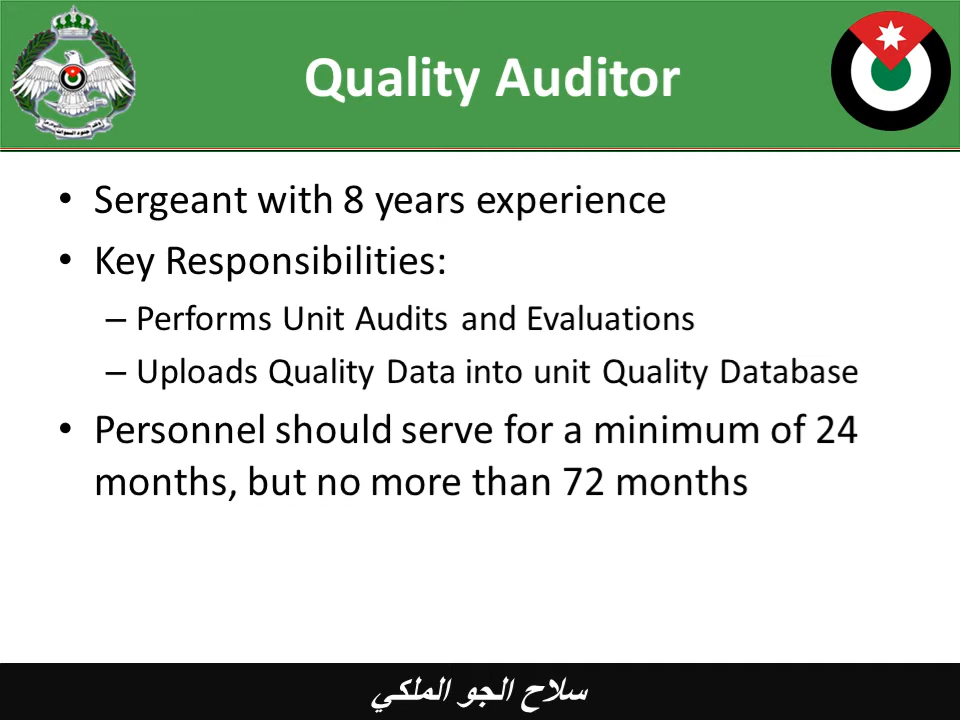 Quality Auditor
• Sergeant with 8 years experience
• Key Responsibilities:
– Performs Unit Audits and Evaluations
– Uploads Quality Data into unit Quality Database
• Personnel should serve for a minimum of 24
months, but no more than 72 months
سلاح الجو الملكي